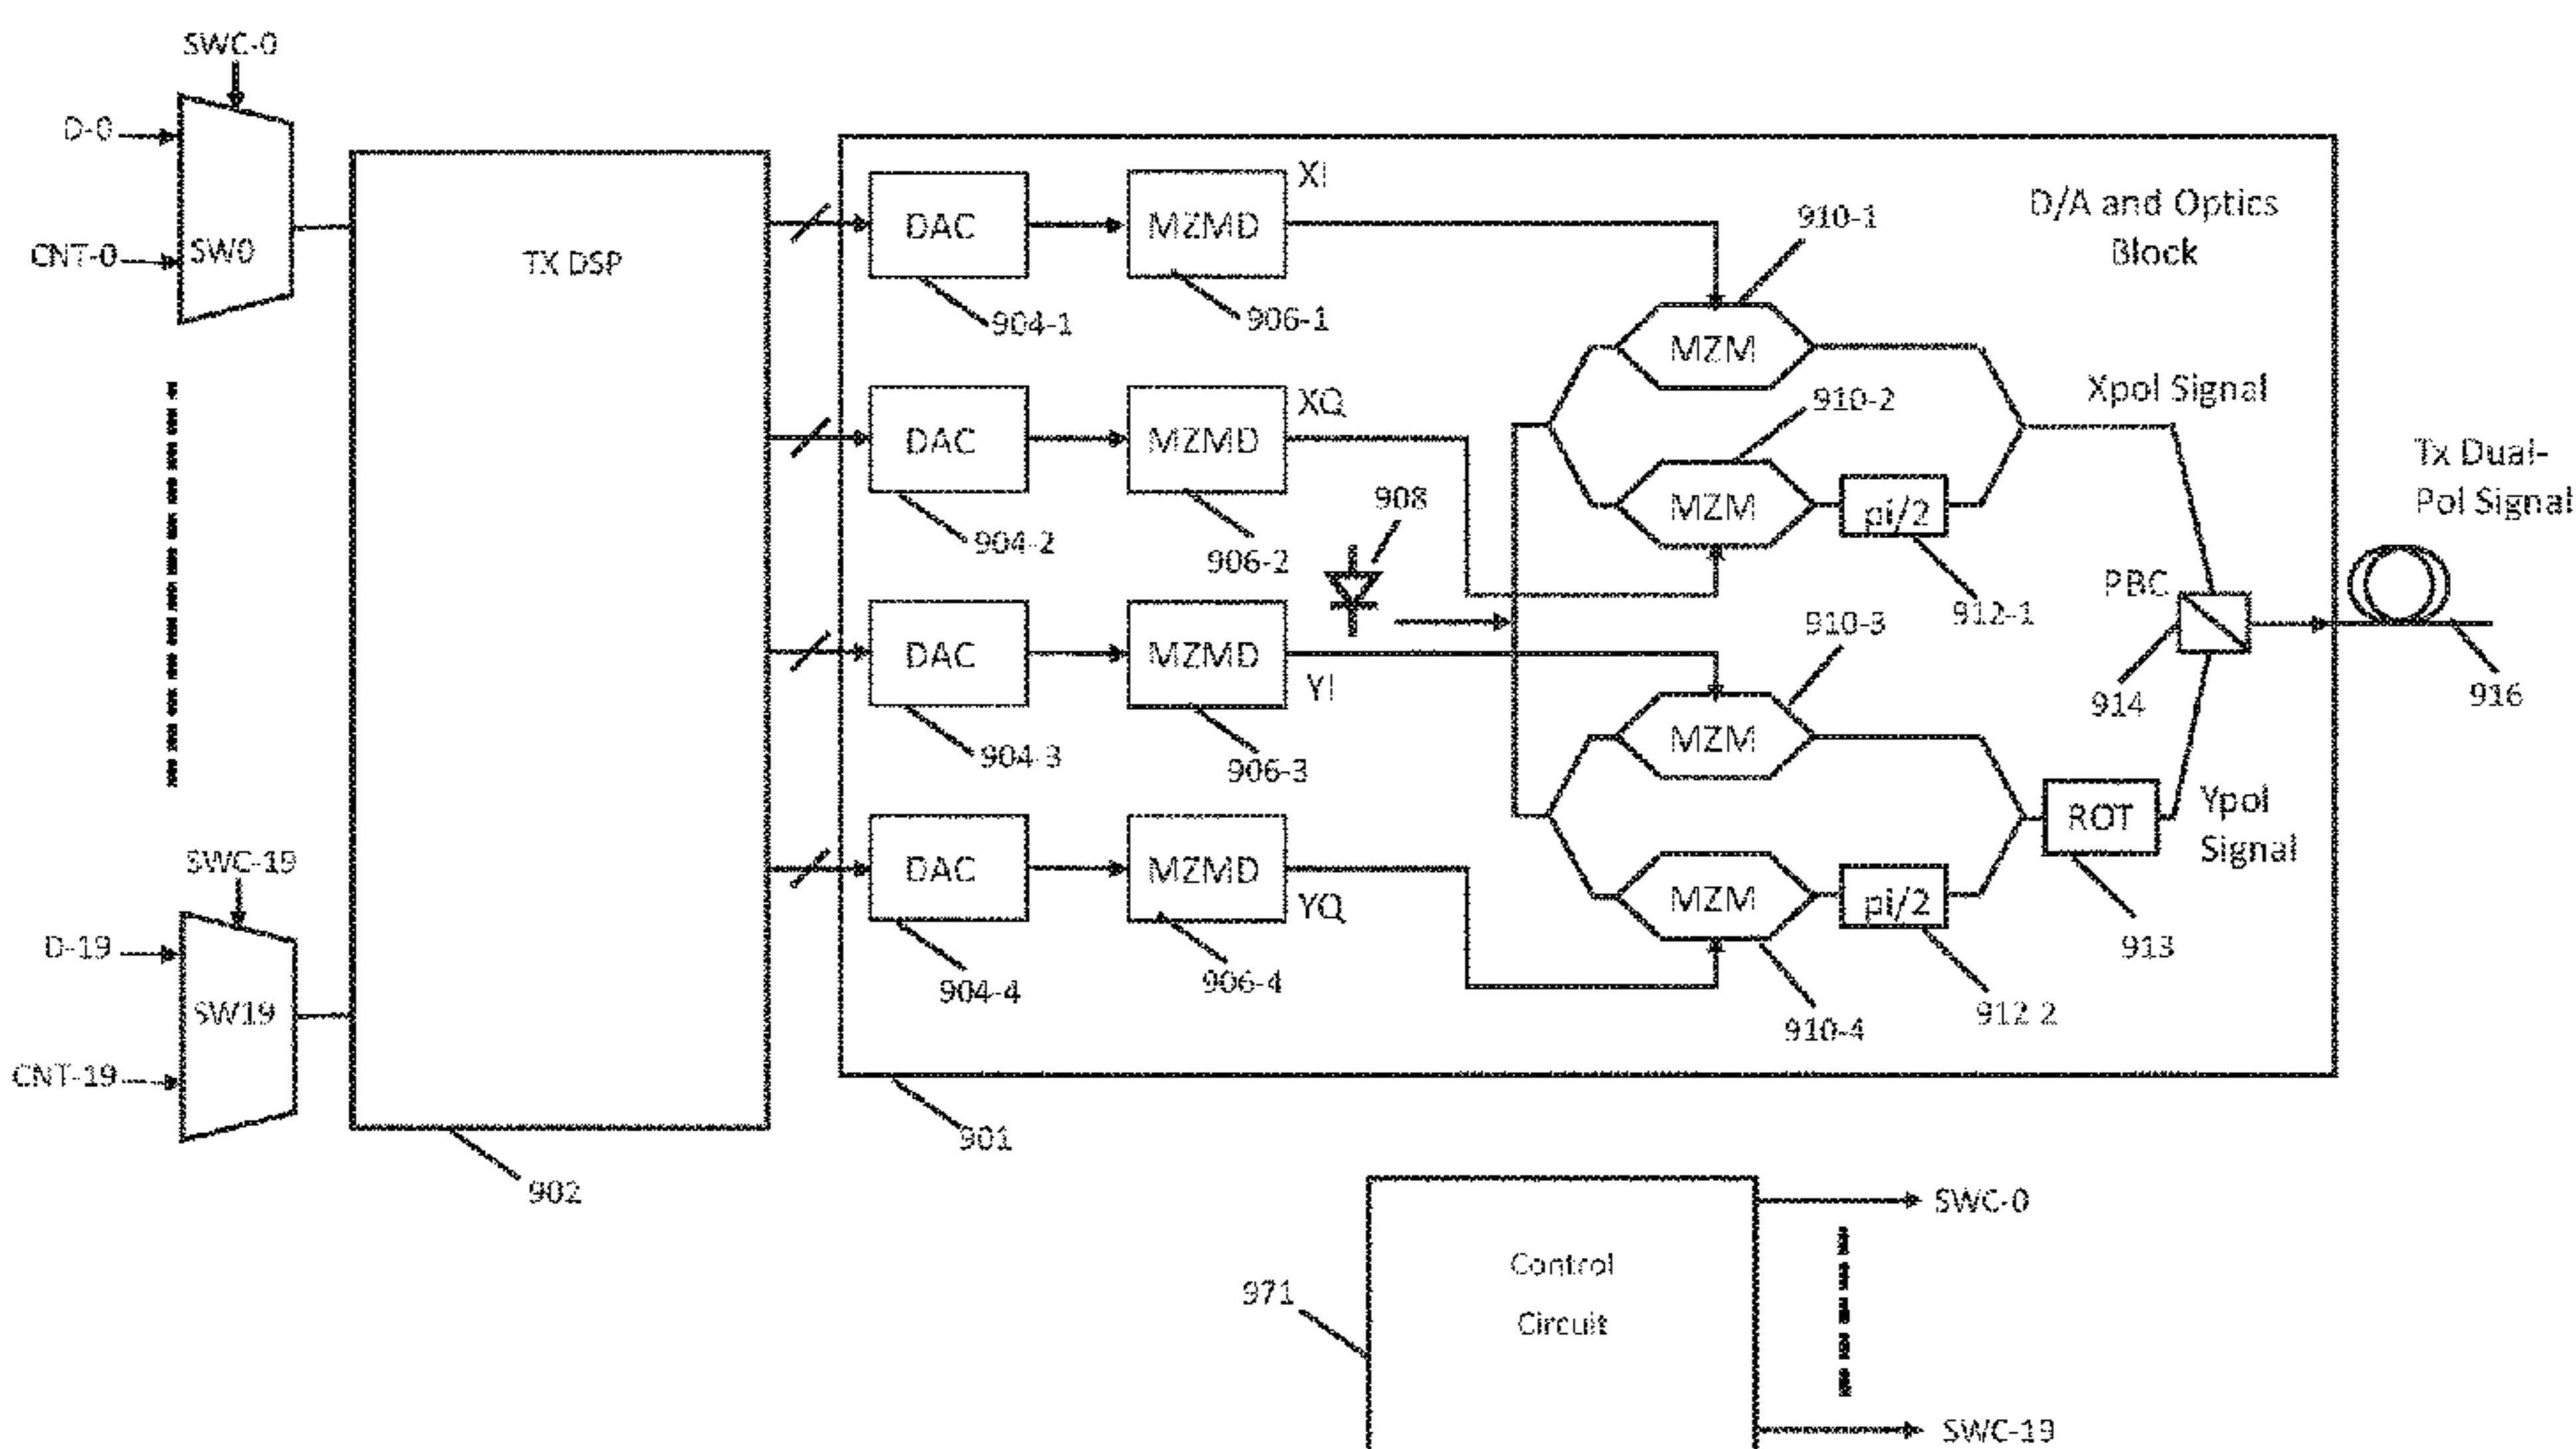 SWC-0
D-0
CNT-0
SW0
SWC-19
D-19
SW19
CNT-19
TX DSP
902
D/A and Optics
Block
DAC
904-1
MZMD
906-1
XI
DAC
904-2
MZMD
906-2
XQ
DAC
904-3
MZMD
906-3
YI
DAC
904-4
MZMD
906-4
YQ
908
910-1
MZM
910-2
MZM
pi/2
912-1
Xpol Signal
910-3
MZM
MZM
910-4
pi/2
912-2
ROT
913
Ypol
Signal
PBC
914
Tx Dual-
Pol Signal
916
901
971
Control
Circuit
SWC-0
SWC-19